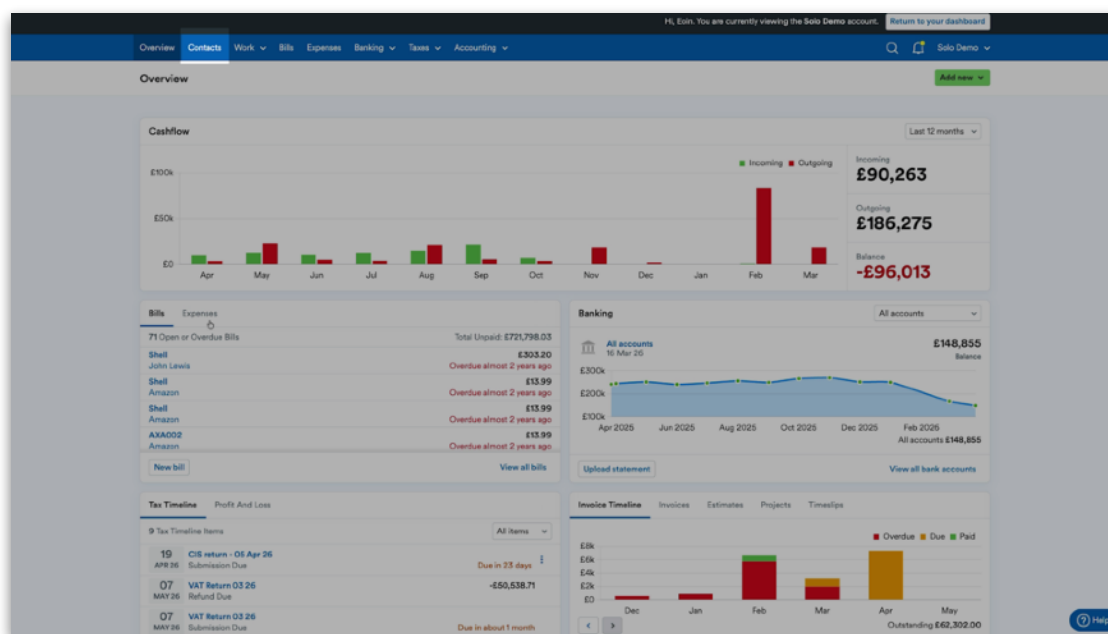 Hi, Eoin. You are currently viewing the Solo Demo account. Return to your dashboard
Overview Contacts Work Bills Expenses Banking Taxes Accounting Solo Demo
Overview Add new
Cashflow Last 12 months
Incoming Outgoing
£100k
£50k
£0
Apr May Jun Jul Aug Sep Oct Nov Dec Jan Feb Mar
Incoming
£90,263
Outgoing
£186,275
Balance
-£96,013
Bills Expenses
71 Open or Overdue Bills Total Unpaid: £721,798.03
Shell £303.20
John Lewis Overdue almost 2 years ago
Shell £13.99
Amazon Overdue almost 2 years ago
Shell £13.99
Amazon Overdue almost 2 years ago
AXA002 £13.99
Amazon Overdue almost 2 years ago
New bill View all bills
Banking All accounts
All accounts £148,855
16 Mar 26 Balance
£300k
£200k
£100k
Apr 2025 Jun 2025 Aug 2025 Oct 2025 Dec 2025 Feb 2026
All accounts £148,855
Upload statement View all bank accounts
Tax Timeline Profit And Loss
9 Tax Timeline Items All items
19 CIS return - 05 Apr 26
APR 26 Submission Due Due in 23 days
07 VAT Return 03 26 -£50,538.71
MAY 26 Refund Due
07 VAT Return 03 26
MAY 26 Submission Due Due in about 1 month
Invoice Timeline Invoices Estimates Projects Timeslips
Overdue Due Paid
£8k
£6k
£4k
£2k
£0
Dec Jan Feb Mar Apr May
Outstanding £62,302.00
Help